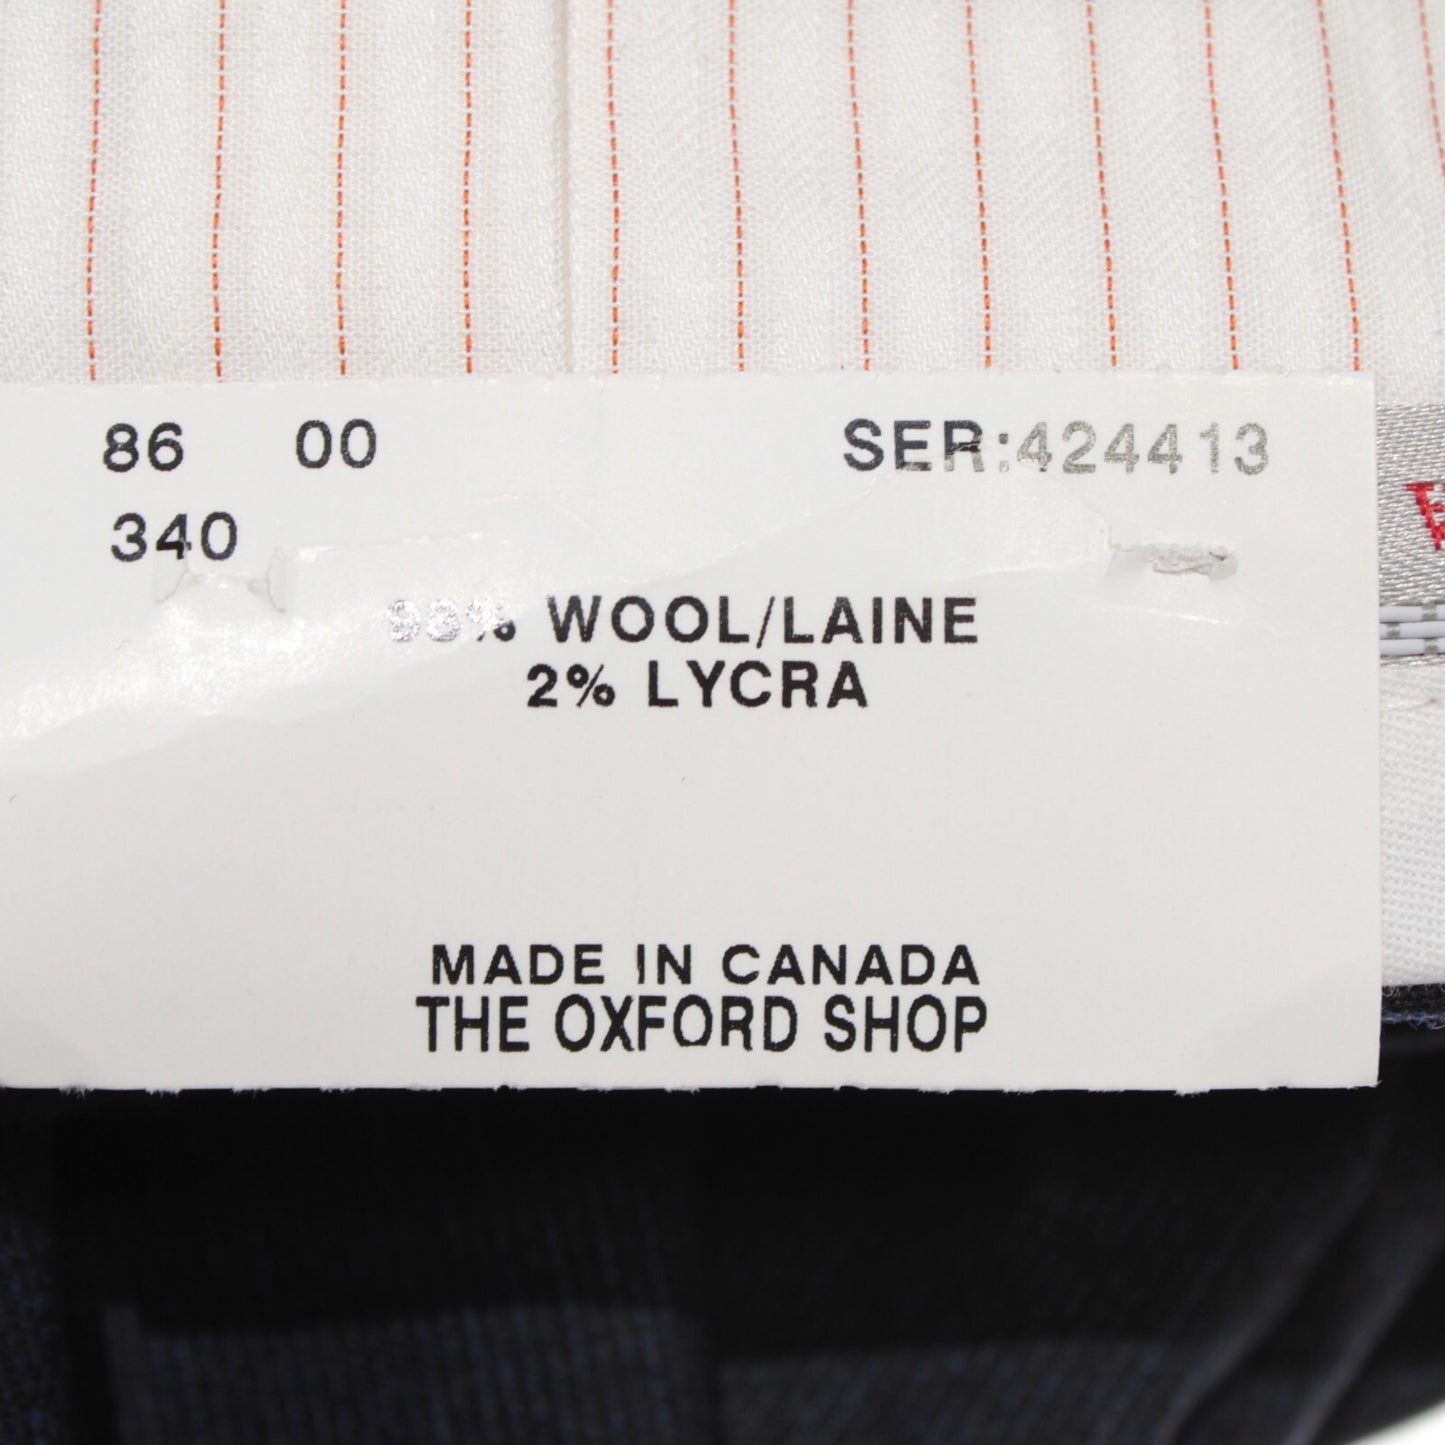 86 00 SER:424413
340
98% WOOL/LAINE
2% LYCRA
MADE IN CANADA
THE OXFORD SHOP